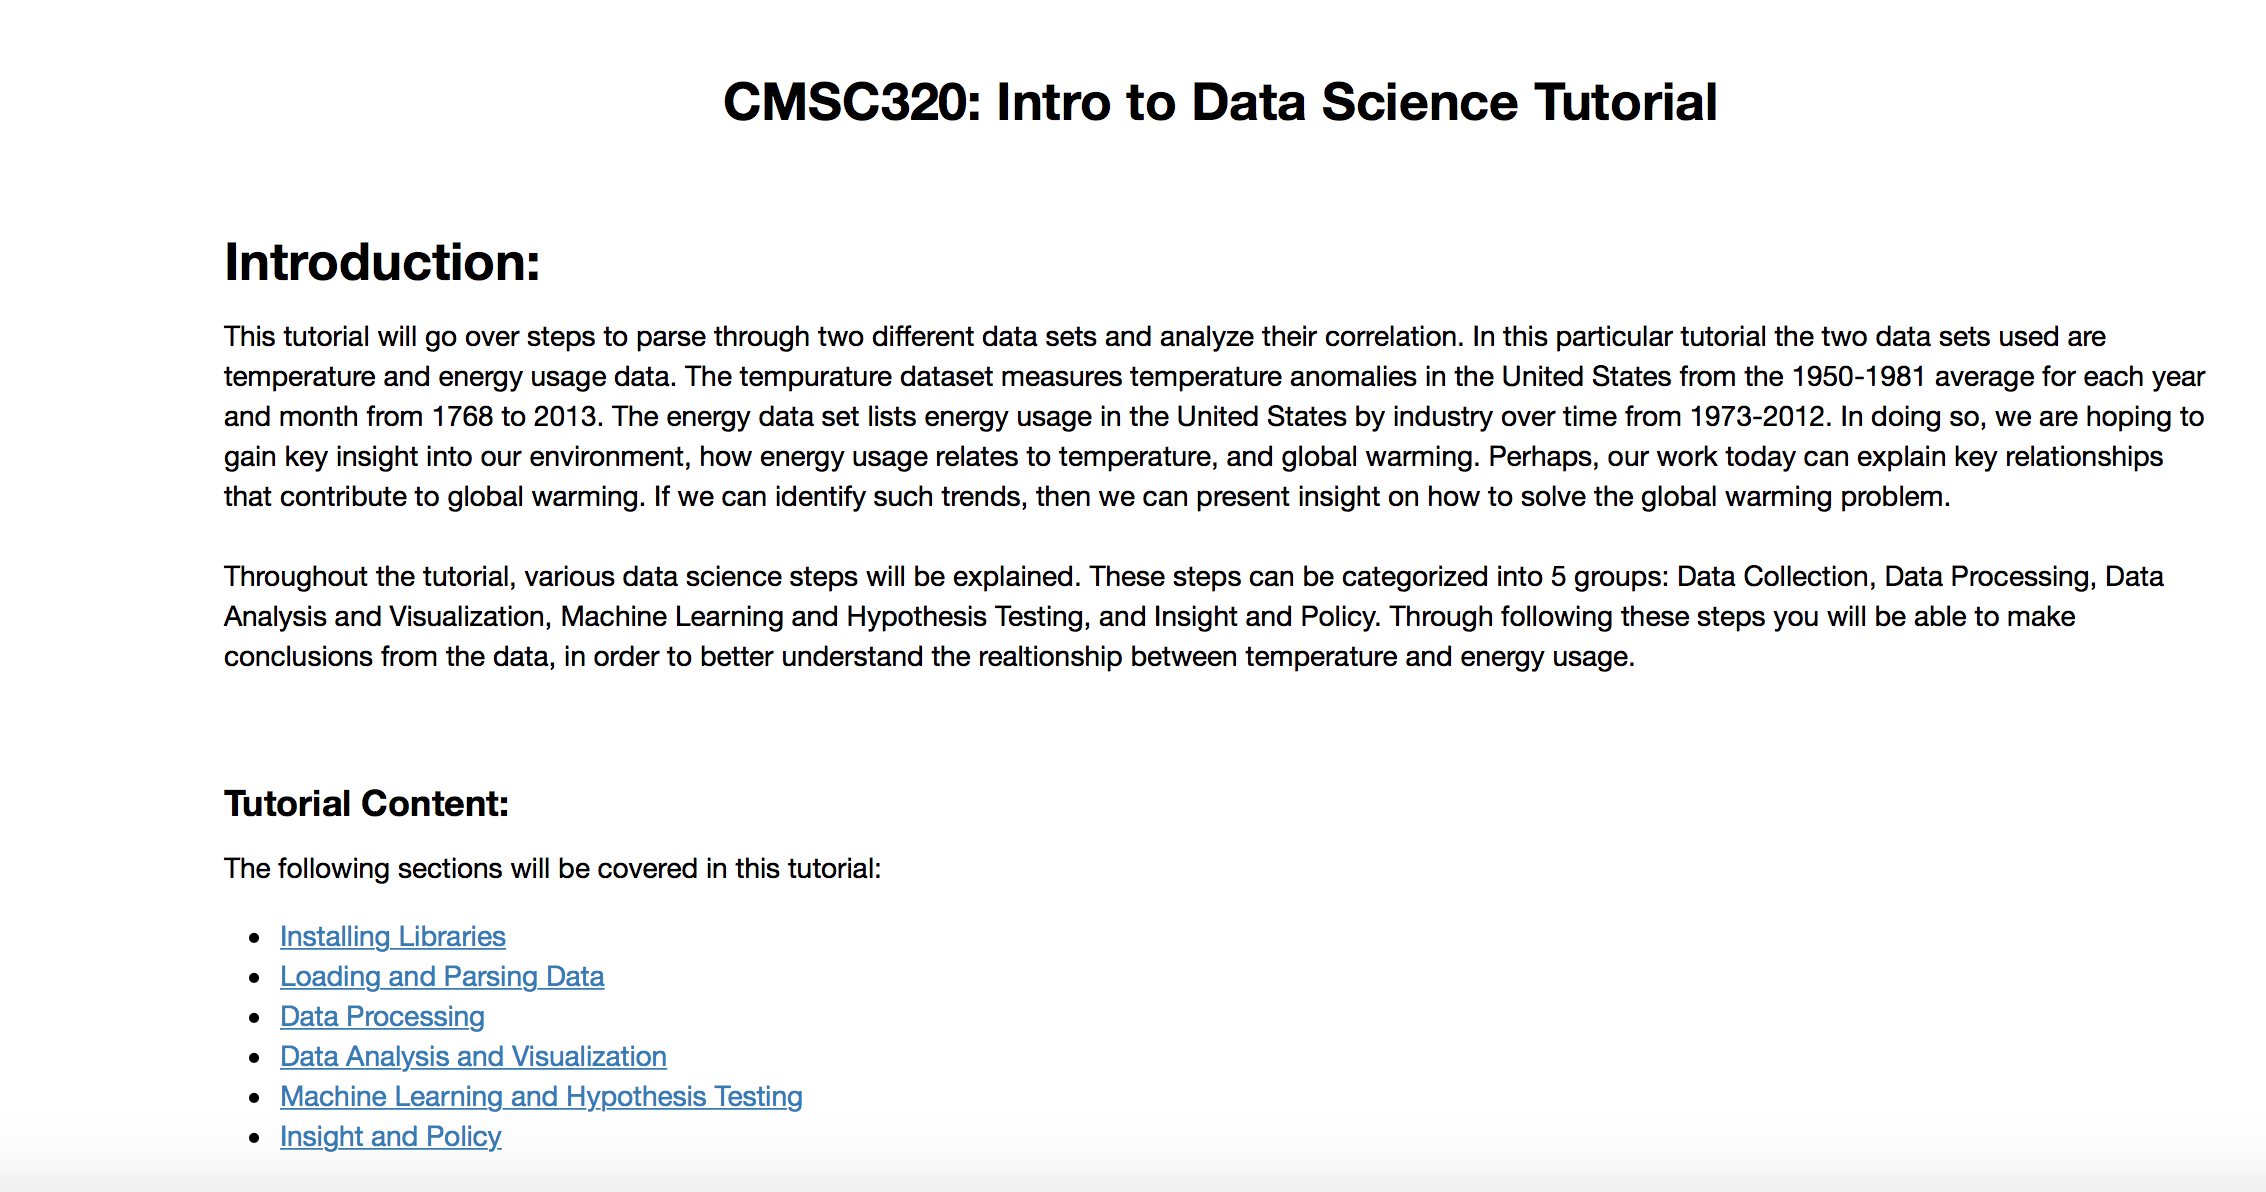 CMSC320: Intro to Data Science Tutorial
Introduction:
This tutorial will go over steps to parse through two different data sets and analyze their correlation. In this particular tutorial the two data sets used are
temperature and energy usage data. The tempurature dataset measures temperature anomalies in the United States from the 1950-1981 average for each year
and month from 1768 to 2013. The energy data set lists energy usage in the United States by industry over time from 1973-2012. In doing so, we are hoping to
gain key insight into our environment, how energy usage relates to temperature, and global warming. Perhaps, our work today can explain key relationships
that contribute to global warming. If we can identify such trends, then we can present insight on how to solve the global warming problem.
Throughout the tutorial, various data science steps will be explained. These steps can be categorized into 5 groups: Data Collection, Data Processing, Data
Analysis and Visualization, Machine Learning and Hypothesis Testing, and Insight and Policy. Through following these steps you will be able to make
conclusions from the data, in order to better understand the realtionship between temperature and energy usage.
Tutorial Content:
The following sections will be covered in this tutorial:
• Installing Libraries
• Loading and Parsing Data
• Data Processing
• Data Analysis and Visualization
• Machine Learning and Hypothesis Testing
• Insight and Policy